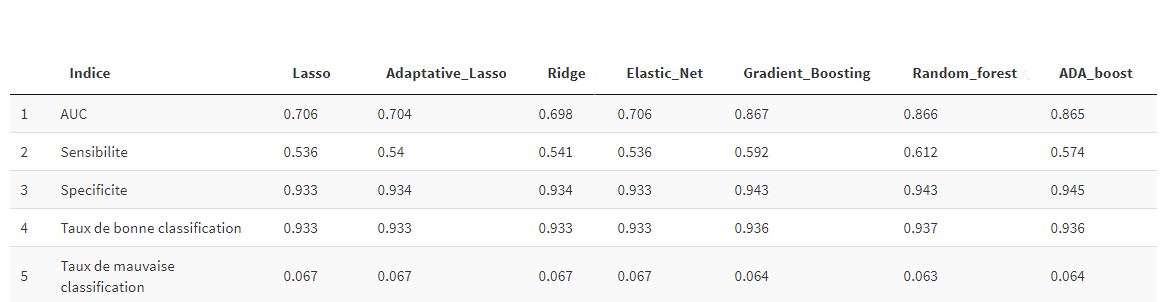 Indice Lasso Adaptative_Lasso Ridge Elastic_Net Gradient_Boosting Random_forest ADA_boost
1 AUC 0.706 0.704 0.698 0.706 0.867 0.866 0.865
2 Sensibilite 0.536 0.54 0.541 0.536 0.592 0.612 0.574
3 Specificite 0.933 0.934 0.934 0.933 0.943 0.943 0.945
4 Taux de bonne classification 0.933 0.933 0.933 0.933 0.936 0.937 0.936
5 Taux de mauvaise
classification 0.067 0.067 0.067 0.067 0.064 0.063 0.064